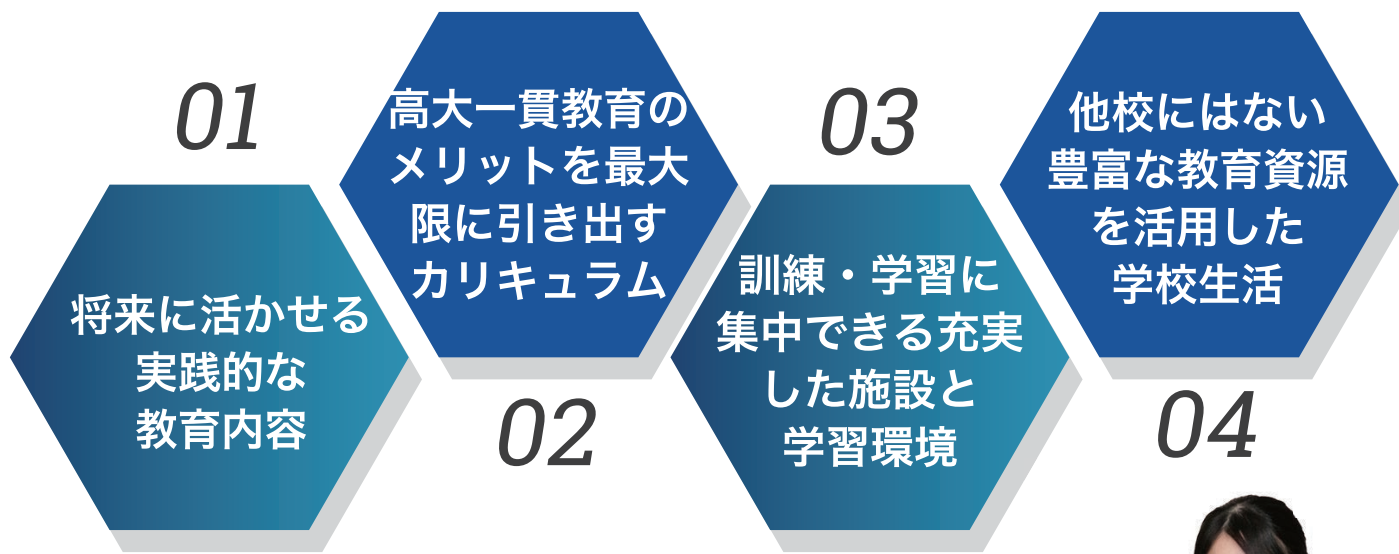 01
将来に活かせる
実践的な
教育内容
高大一貫教育の
メリットを最大
限に引き出す
カリキュラム
02
03
訓練・学習に
集中できる充実
した施設と
学習環境
他校にはない
豊富な教育資源
を活用した
学校生活
04